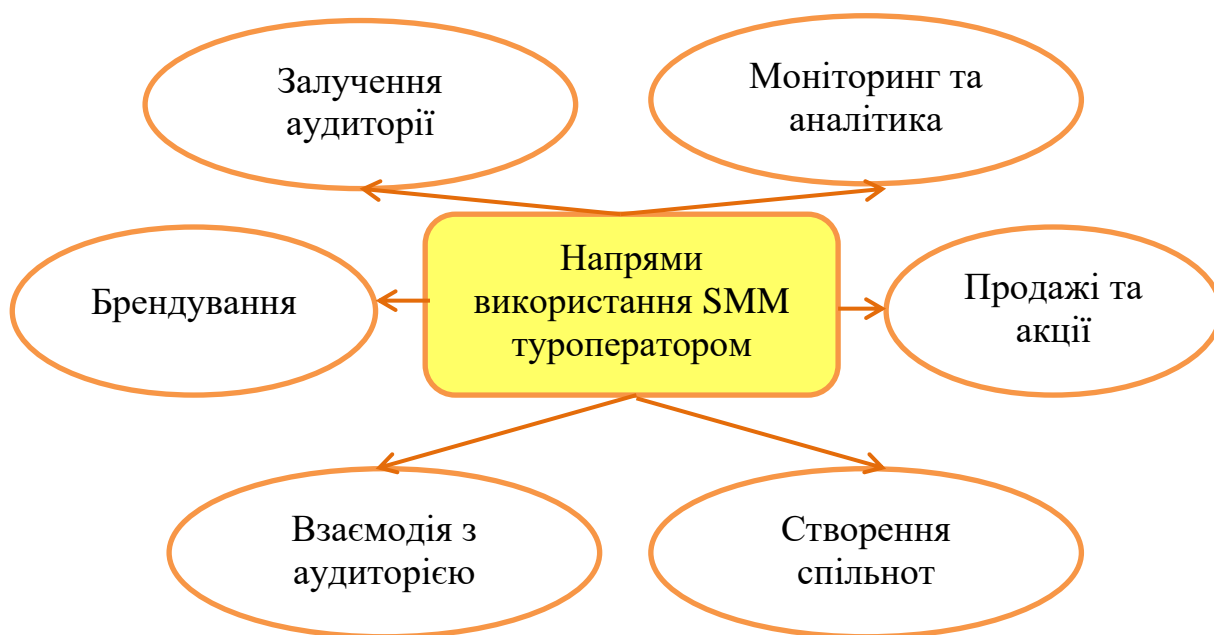 Залучення
аудиторії
Моніторинг та
аналітика
Брендування
Напрями
використання SMM
туроператором
Продажі та
акції
Взаємодія з
аудиторією
Створення
спільнот